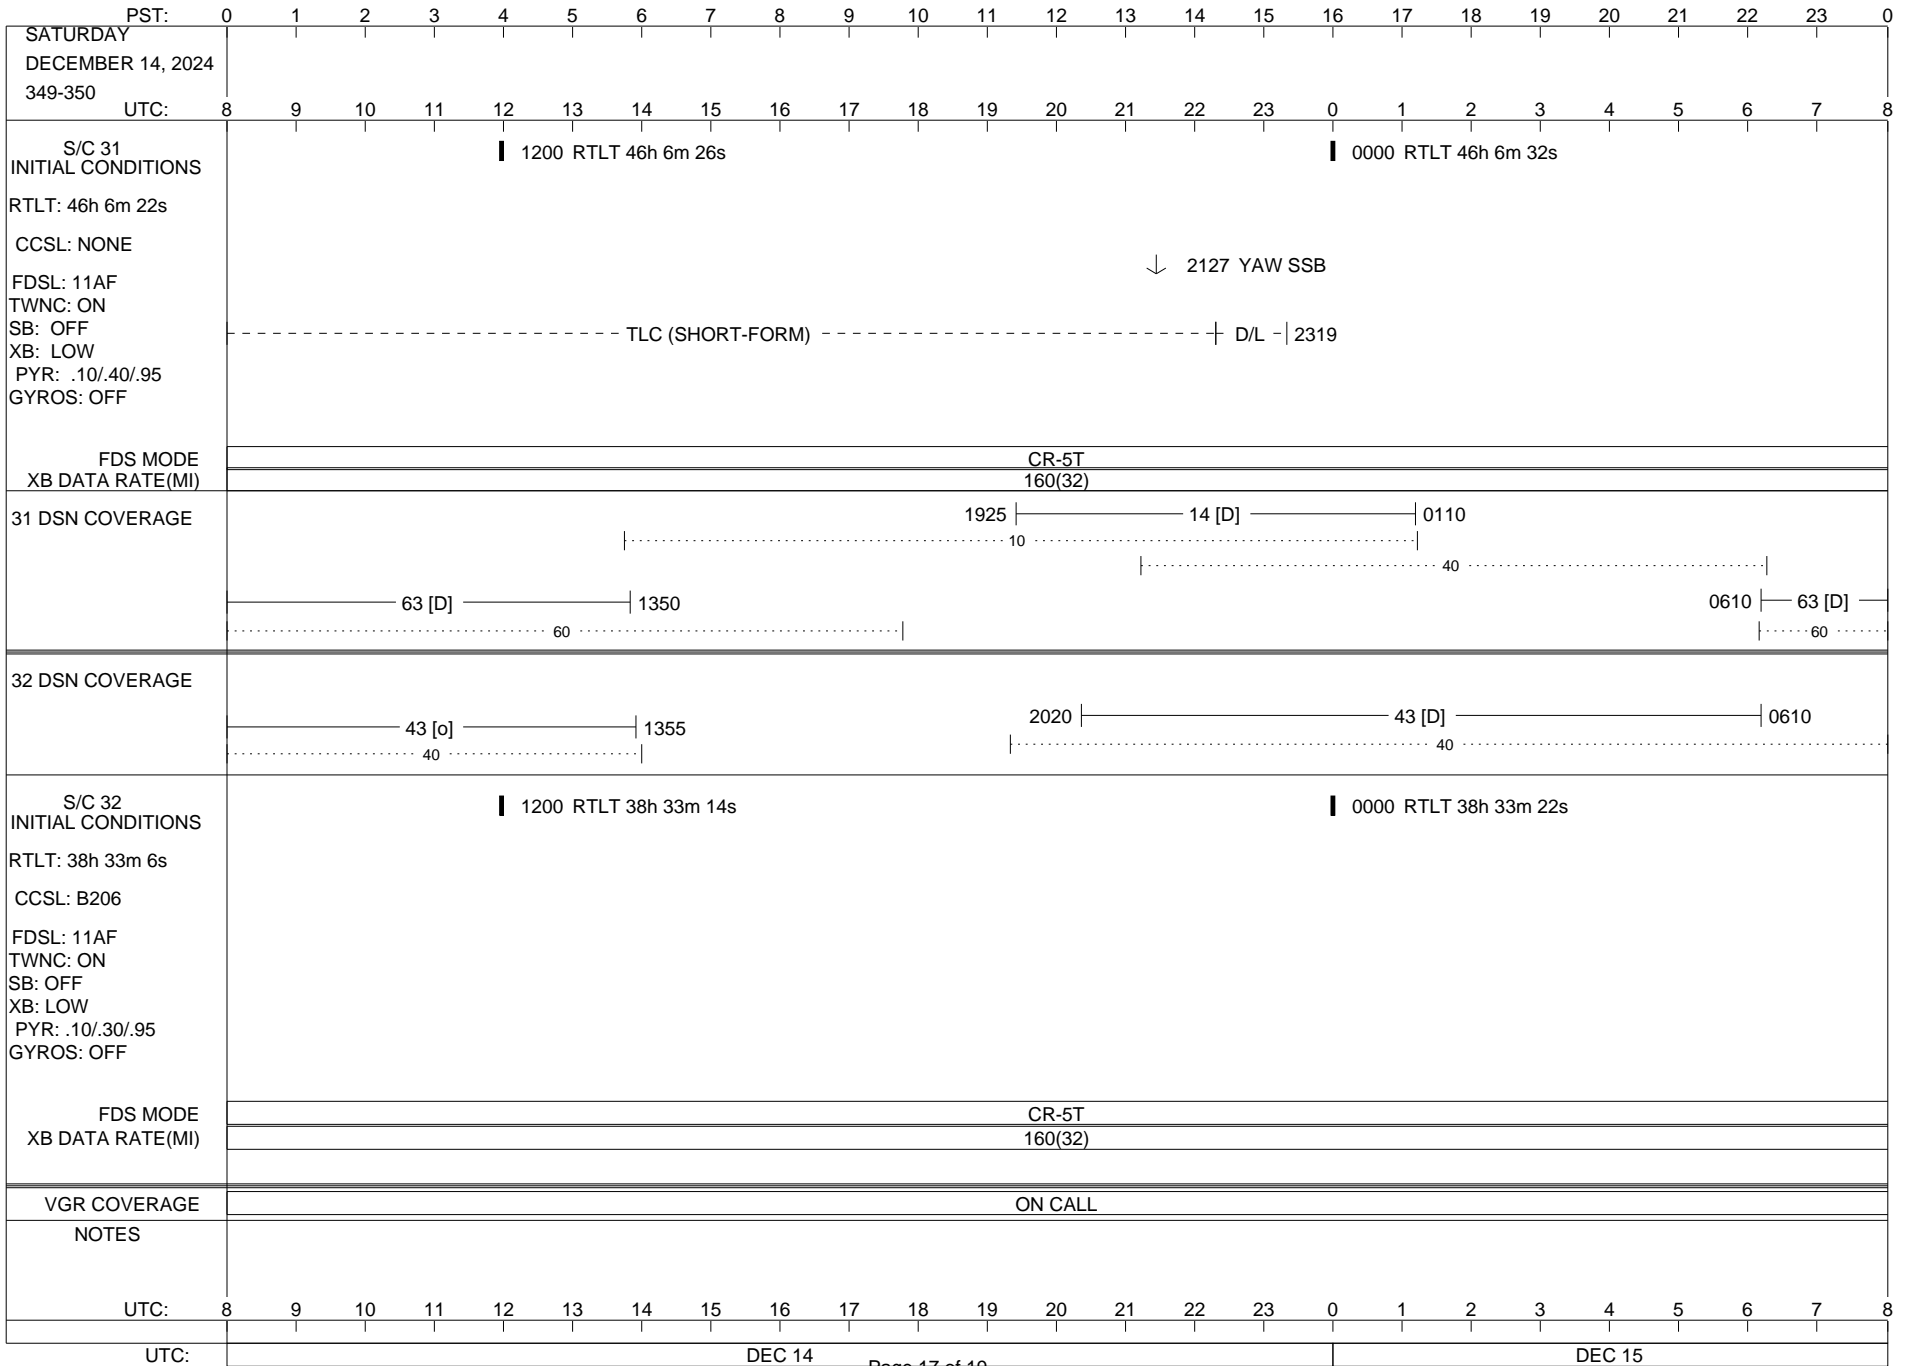 PST: 0 1 2 3 4 5 6 7 8 9 10 11 12 13 14 15 16 17 18 19 20 21 22 23 0
SATURDAY
DECEMBER 14, 2024
349-350
UTC: 8 9 10 11 12 13 14 15 16 17 18 19 20 21 22 23 0 1 2 3 4 5 6 7 8
S/C 31
INITIAL CONDITIONS
1200 RTLT 46h 6m 26s
0000 RTLT 46h 6m 32s
RTLT: 46h 6m 22s
CCSL: NONE
2127 YAW SSB
FDSL: 11AF
TWNC: ON
SB: OFF
TLC (SHORT-FORM) D/L 2319
XB: LOW
PYR: .10/.40/.95
GYROS: OFF
FDS MODE CR-5T
XB DATA RATE(MI) 160(32)
31 DSN COVERAGE
1925 14 [D] 0110
10
40
63 [D] 1350
0610 63 [D]
60
60
32 DSN COVERAGE
2020 43 [D] 0610
43 [o] 1355
40
40
S/C 32
INITIAL CONDITIONS
1200 RTLT 38h 33m 14s
0000 RTLT 38h 33m 22s
RTLT: 38h 33m 6s
CCSL: B206
FDSL: 11AF
TWNC: ON
SB: OFF
XB: LOW
PYR: .10/.30/.95
GYROS: OFF
FDS MODE CR-5T
XB DATA RATE(MI) 160(32)
VGR COVERAGE ON CALL
NOTES
UTC: 8 9 10 11 12 13 14 15 16 17 18 19 20 21 22 23 0 1 2 3 4 5 6 7 8
UTC: DEC 14 DEC 15
Page 17 of